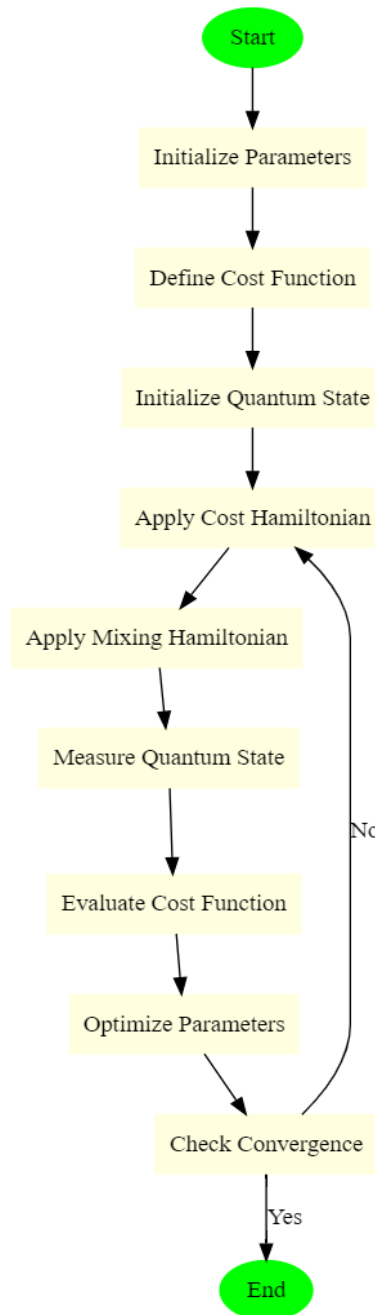 Start
Initialize Parameters
Define Cost Function
Initialize Quantum State
Apply Cost Hamiltonian
Apply Mixing Hamiltonian
Measure Quantum State
No
Evaluate Cost Function
Optimize Parameters
Check Convergence
Yes
End